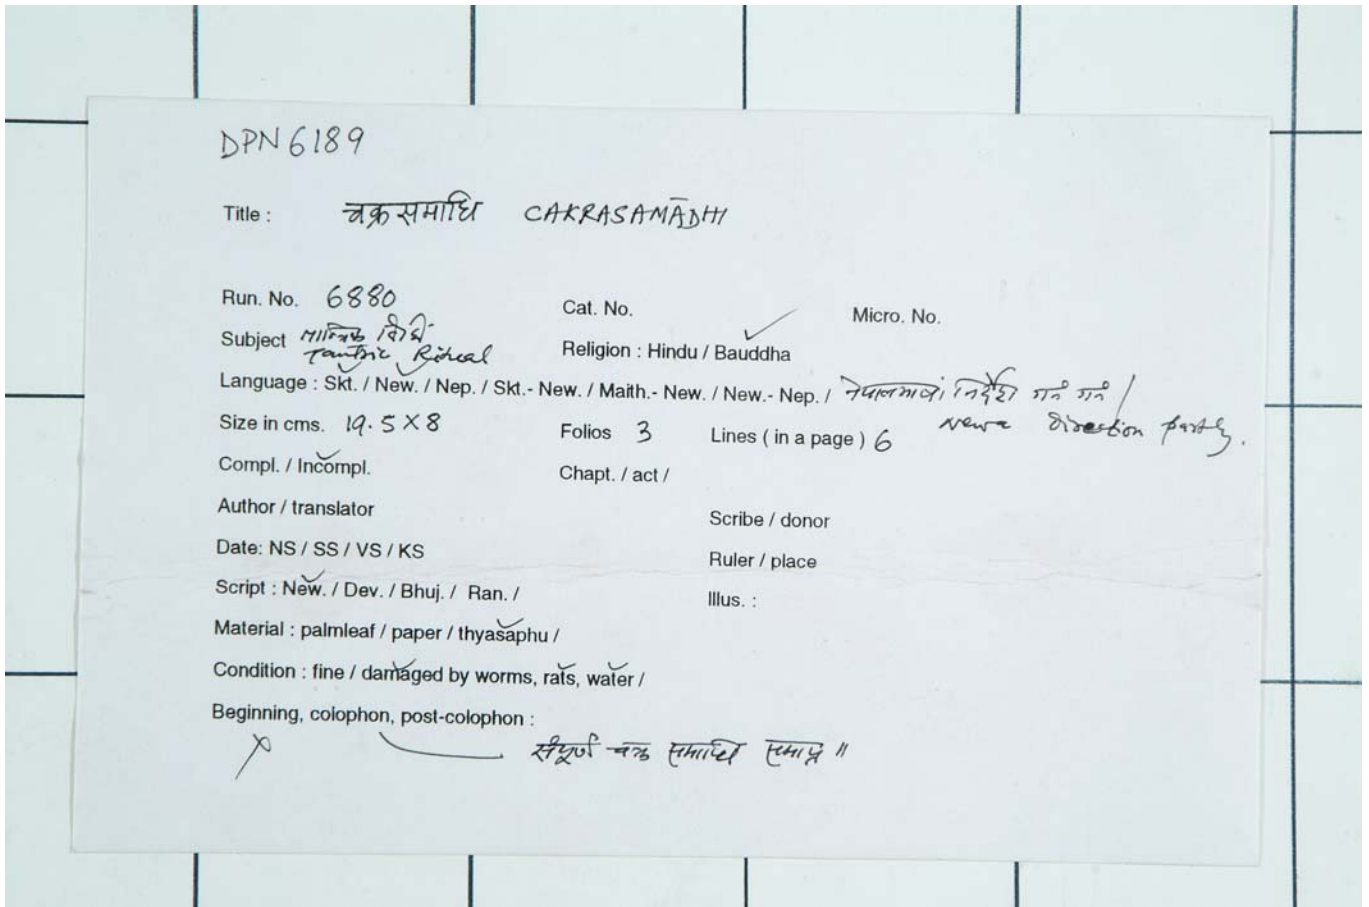 DPN 6189
Title : चक्रसमाधि CAKRASAMĀDHI
Run. No. 6880 Cat. No. Micro. No.
Subject तान्त्रिक विधि Religion : Hindu / Bauddha
Tantric Ritual
Language : Skt. / New. / Nep. / Skt.- New. / Maith.- New. / New.- Nep. / नेपालभाषां निर्देश गनं गनं /
Newa direction partly.
Size in cms. 19.5 X 8 Folios 3 Lines ( in a page ) 6
Compl. / Incompl. Chapt. / act /
Author / translator Scribe / donor
Date: NS / SS / VS / KS Ruler / place
Script : New. / Dev. / Bhuj. / Ran. / Illus. :
Material : palmleaf / paper / thyasaphu /
Condition : fine / damaged by worms, rats, water /
Beginning, colophon, post-colophon :
संपूर्ण चक्र समाधि समाप्त ॥